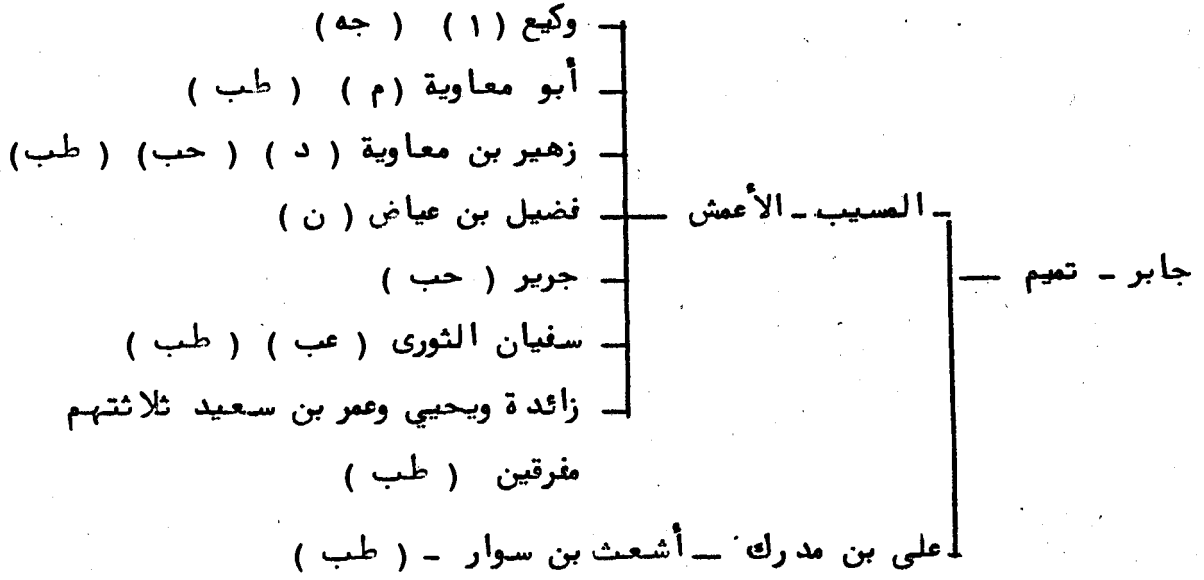 وكيع ( ١ ) ( جه )
أبو معاوية ( م ) ( طب )
زهير بن معاوية ( د ) ( حب ) ( طب )
فضيل بن عياض ( ن )
المسيب - الأعمش
جرير ( حب )
جابر - تميم
سفيان الثورى ( عب ) ( طب )
زائدة ويحيي وعمر بن سعيد ثلاثتهم
مفرقين ( طب )
على بن مدرك - أشعث بن سوار - ( طب )